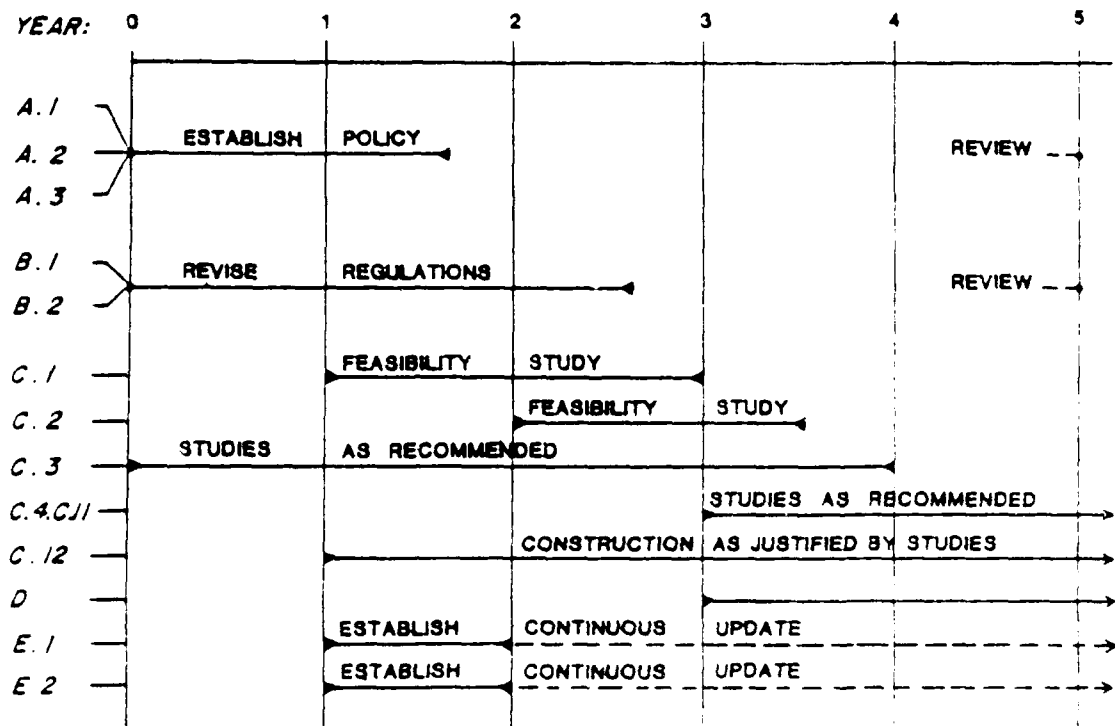 YEAR: 0 1 2 3 4 5
A.1
A.2 ESTABLISH POLICY REVIEW
A.3
B.1
REVISE REGULATIONS REVIEW
B.2
C.1 FEASIBILITY STUDY
C.2 FEASIBILITY STUDY
C.3 STUDIES AS RECOMMENDED
C.4,C.11 STUDIES AS RECOMMENDED
C.12 CONSTRUCTION AS JUSTIFIED BY STUDIES
D
E.1 ESTABLISH CONTINUOUS UPDATE
E 2 ESTABLISH CONTINUOUS UPDATE